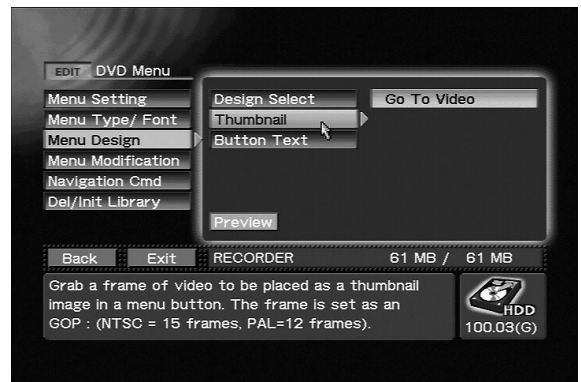 EDIT DVD Menu
Menu Setting
Menu Type/ Font
Menu Design
Menu Modification
Navigation Cmd
Del/Init Library
Design Select
Thumbnail
Button Text
Go To Video
Preview
Back Exit RECORDER 61 MB / 61 MB
Grab a frame of video to be placed as a thumbnail
image in a menu button. The frame is set as an
GOP : (NTSC = 15 frames, PAL=12 frames).
HDD
100.03(G)